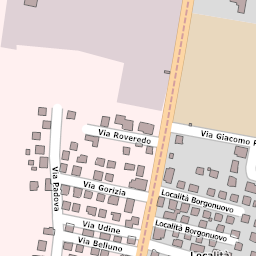 Via Roveredo
Via Giacomo
Via Padova
Via Gorizia
Località Borgonuovo
Via Udine
Località Borgonuovo
Via Belluno
Località